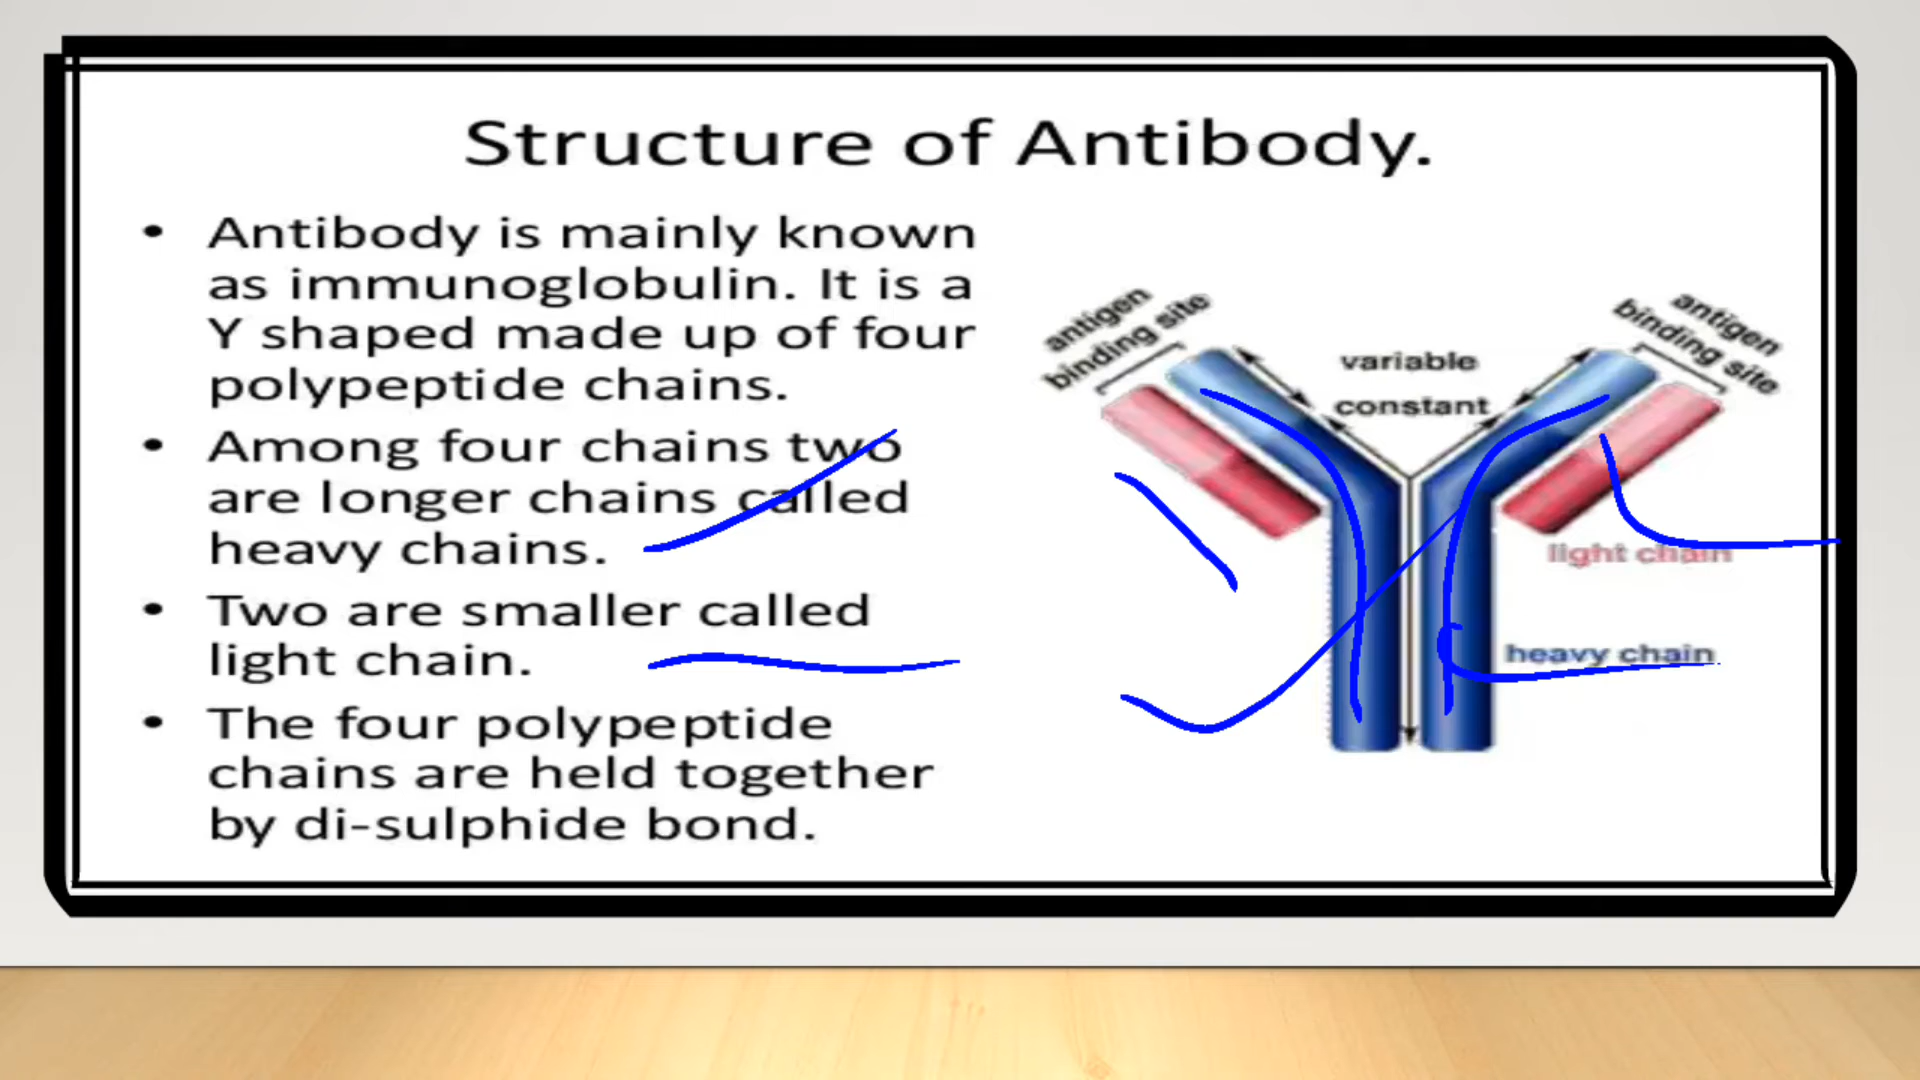 Structure of Antibody.
• Antibody is mainly known
as immunoglobulin. It is a
Y shaped made up of four
polypeptide chains.
• Among four chains two
are longer chains called
heavy chains.
• Two are smaller called
light chain.
• The four polypeptide
chains are held together
by di-sulphide bond.
antigen
binding site
variable
constant
antigen
binding site
light chain
heavy chain